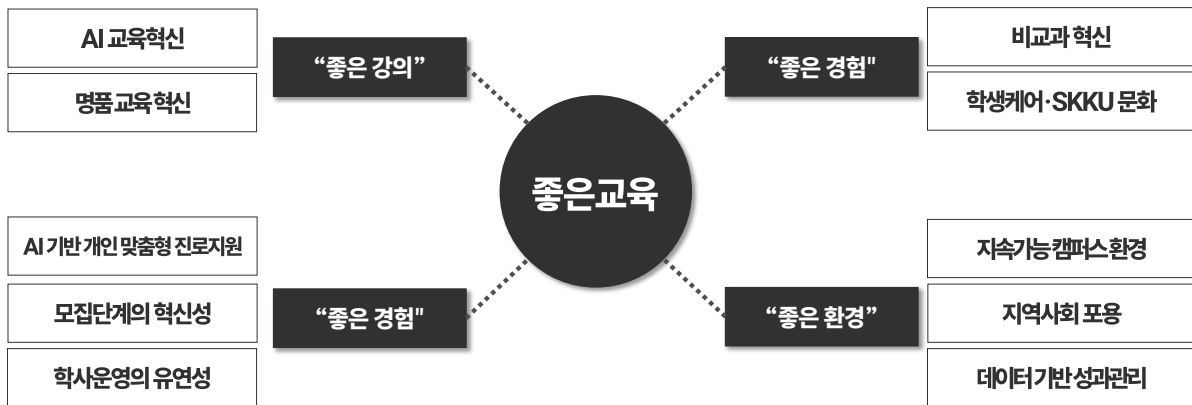 AI 교육혁신
명품 교육 혁신
“좋은 강의”
“좋은 경험"
비교과 혁신
학생케어·SKKU 문화
좋은교육
AI 기반 개인 맞춤형 진로지원
모집단계의 혁신성
학사운영의 유연성
“좋은 경험"
“좋은 환경”
지속가능 캠퍼스 환경
지역사회 포용
데이터 기반 성과관리